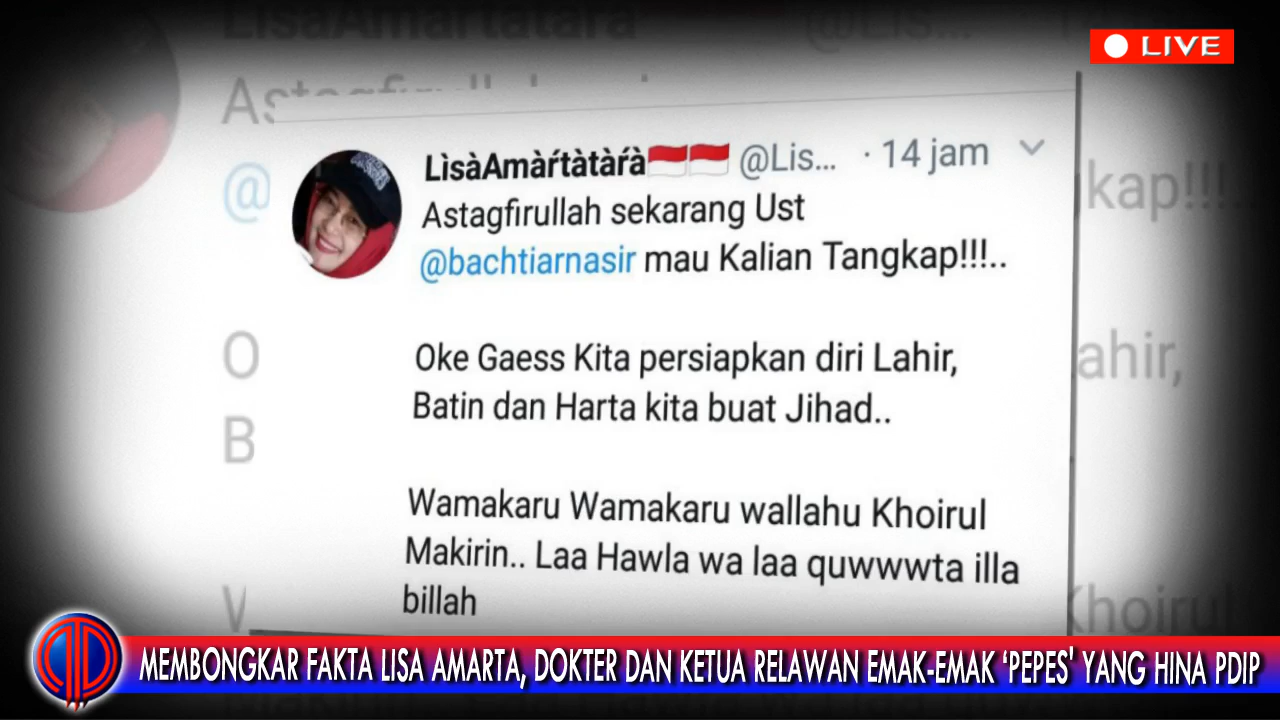 LIVE
LìsàAmàŕtàtàŕà @Lis... · 14 jam
Astagfirullah sekarang Ust
@bachtiarnasir mau Kalian Tangkap!!!..
Oke Gaess Kita persiapkan diri Lahir,
Batin dan Harta kita buat Jihad..
Wamakaru Wamakaru wallahu Khoirul
Makirin.. Laa Hawla wa laa quwwwta illa
billah
MEMBONGKAR FAKTA LISA AMARTA, DOKTER DAN KETUA RELAWAN EMAK-EMAK ‘PEPES' YANG HINA PDIP